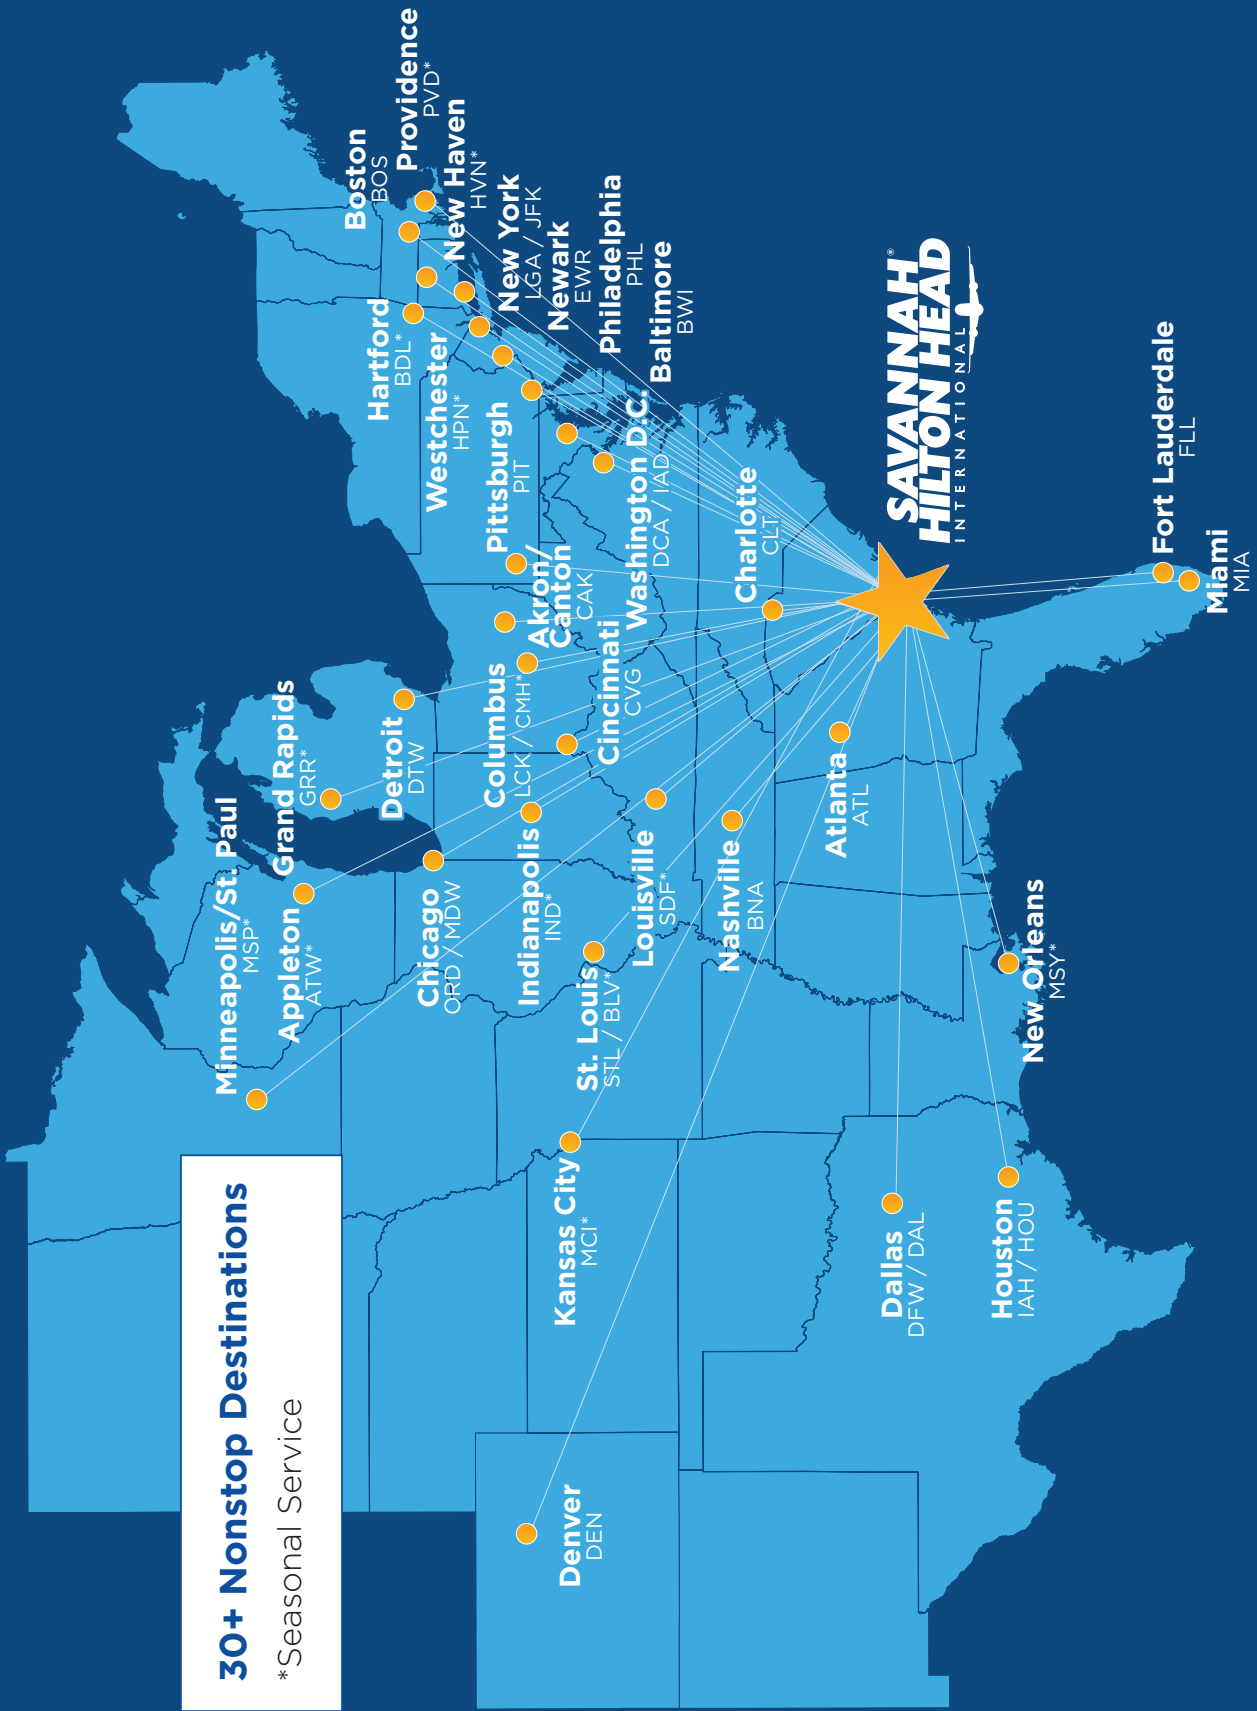 30+ Nonstop Destinations
*Seasonal Service
Minneapolis/St. Paul
MSP*
Appleton
ATW*
Grand Rapids
GRR*
Detroit
DTW
Chicago
ORD / MDW
Columbus
LCK / CMH*
Indianapolis
IND*
Akron/
Canton
CAK
Pittsburgh
PIT
Cincinnati
CVG
St. Louis
STL / BLV*
Louisville
SDF*
Kansas City
MCI*
Denver
DEN
Nashville
BNA
Boston
BOS
Providence
PVD*
Hartford
BDL*
New Haven
HVN*
Westchester
HPN*
New York
LGA / JFK
Newark
EWR
Philadelphia
PHL
Baltimore
BWI
Washington D.C.
DCA / IAD
Charlotte
CLT
Atlanta
ATL
Dallas
DFW / DAL
Houston
IAH / HOU
New Orleans
MSY*
SAVANNAH®
HILTON HEAD
INTERNATIONAL
Fort Lauderdale
FLL
Miami
MIA